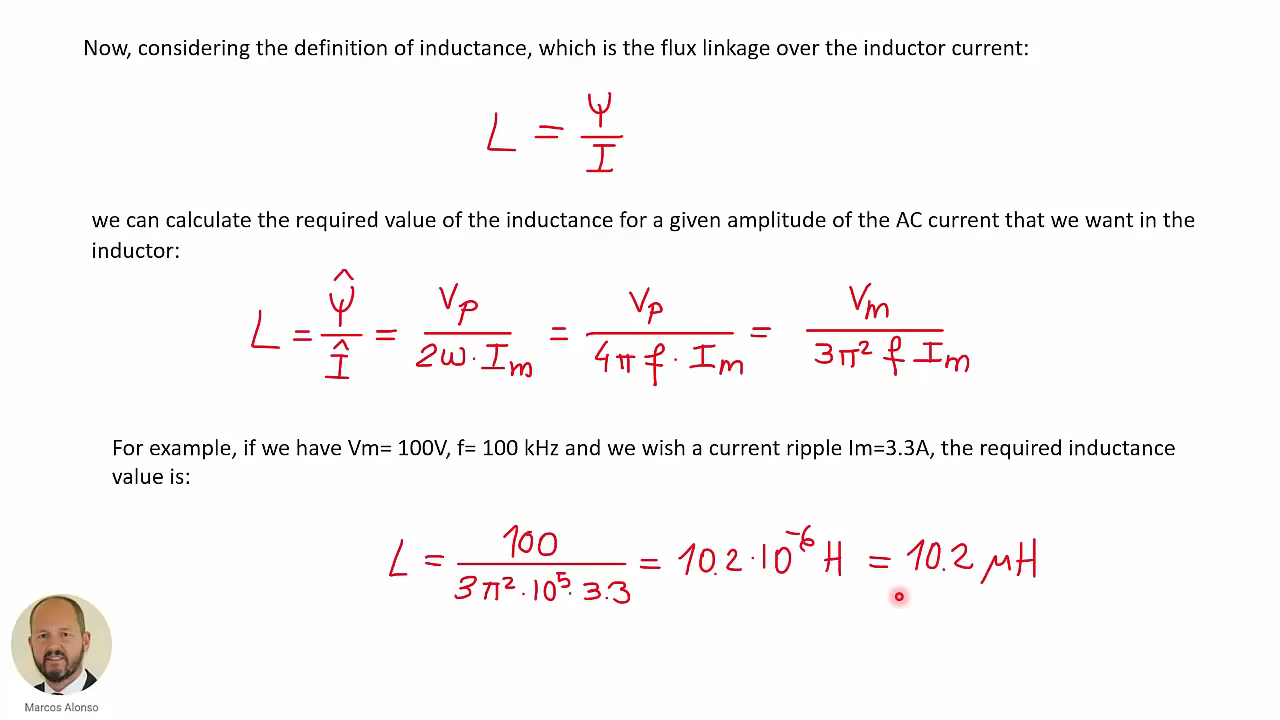 Now, considering the definition of inductance, which is the flux linkage over the inductor current:
L = Ψ / I
we can calculate the required value of the inductance for a given amplitude of the AC current that we want in the
inductor:
L = Ψ̂ / Î = Vp / 2ω · Im = Vp / 4π f · Im = Vm / 3π² f Im
For example, if we have Vm= 100V, f= 100 kHz and we wish a current ripple Im=3.3A, the required inductance
value is:
L = 100 / 3π² · 10⁵ · 3.3 = 10.2 · 10⁻⁶ H = 10.2 μH
Marcos Alonso